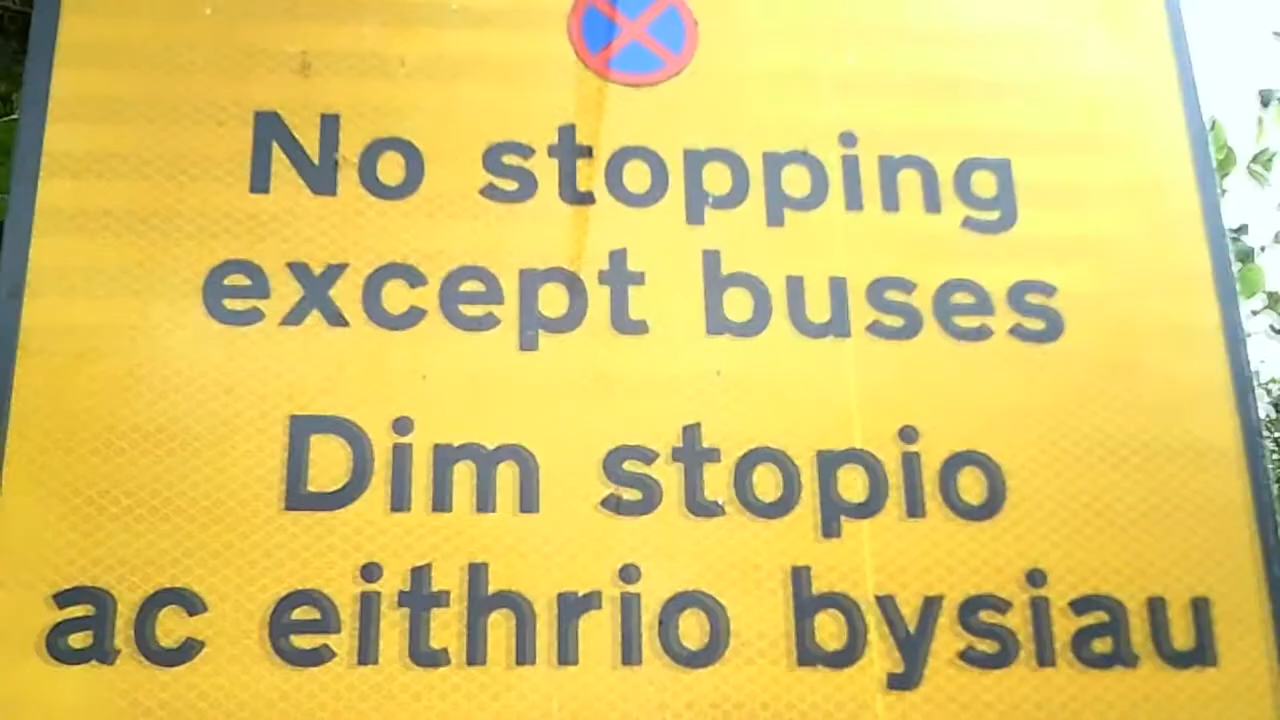 No stopping
except buses
Dim stopio
ac eithrio bysiau